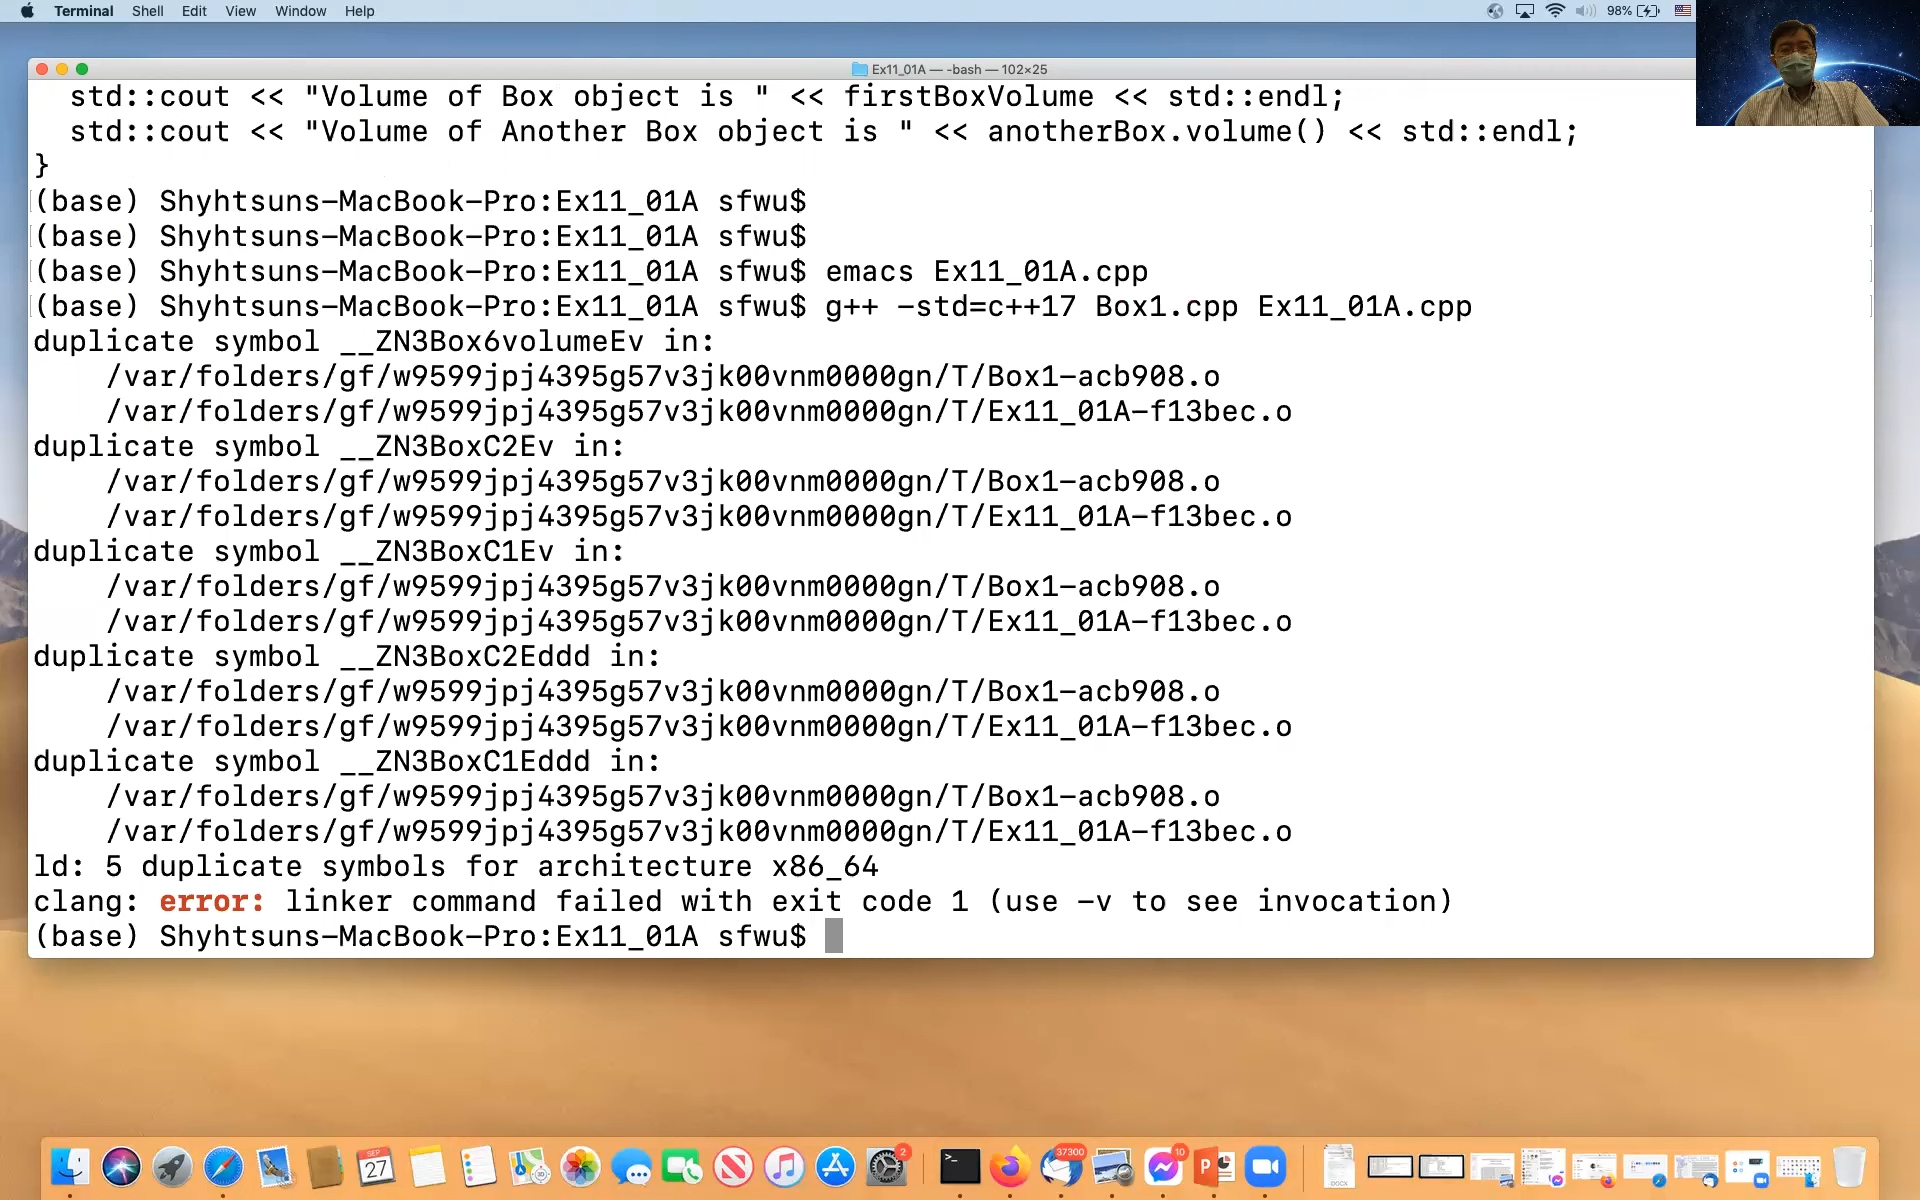 Terminal Shell Edit View Window Help 98%
Ex11_01A — -bash — 102×25
std::cout << "Volume of Box object is " << firstBoxVolume << std::endl;
std::cout << "Volume of Another Box object is " << anotherBox.volume() << std::endl;
}
(base) Shyhtsuns-MacBook-Pro:Ex11_01A sfwu$
(base) Shyhtsuns-MacBook-Pro:Ex11_01A sfwu$
(base) Shyhtsuns-MacBook-Pro:Ex11_01A sfwu$ emacs Ex11_01A.cpp
(base) Shyhtsuns-MacBook-Pro:Ex11_01A sfwu$ g++ -std=c++17 Box1.cpp Ex11_01A.cpp
duplicate symbol __ZN3Box6volumeEv in:
/var/folders/gf/w9599jpj4395g57v3jk00vnm0000gn/T/Box1-acb908.o
/var/folders/gf/w9599jpj4395g57v3jk00vnm0000gn/T/Ex11_01A-f13bec.o
duplicate symbol __ZN3BoxC2Ev in:
/var/folders/gf/w9599jpj4395g57v3jk00vnm0000gn/T/Box1-acb908.o
/var/folders/gf/w9599jpj4395g57v3jk00vnm0000gn/T/Ex11_01A-f13bec.o
duplicate symbol __ZN3BoxC1Ev in:
/var/folders/gf/w9599jpj4395g57v3jk00vnm0000gn/T/Box1-acb908.o
/var/folders/gf/w9599jpj4395g57v3jk00vnm0000gn/T/Ex11_01A-f13bec.o
duplicate symbol __ZN3BoxC2Eddd in:
/var/folders/gf/w9599jpj4395g57v3jk00vnm0000gn/T/Box1-acb908.o
/var/folders/gf/w9599jpj4395g57v3jk00vnm0000gn/T/Ex11_01A-f13bec.o
duplicate symbol __ZN3BoxC1Eddd in:
/var/folders/gf/w9599jpj4395g57v3jk00vnm0000gn/T/Box1-acb908.o
/var/folders/gf/w9599jpj4395g57v3jk00vnm0000gn/T/Ex11_01A-f13bec.o
ld: 5 duplicate symbols for architecture x86_64
clang: error: linker command failed with exit code 1 (use -v to see invocation)
(base) Shyhtsuns-MacBook-Pro:Ex11_01A sfwu$
SEP
27
2
37300
10